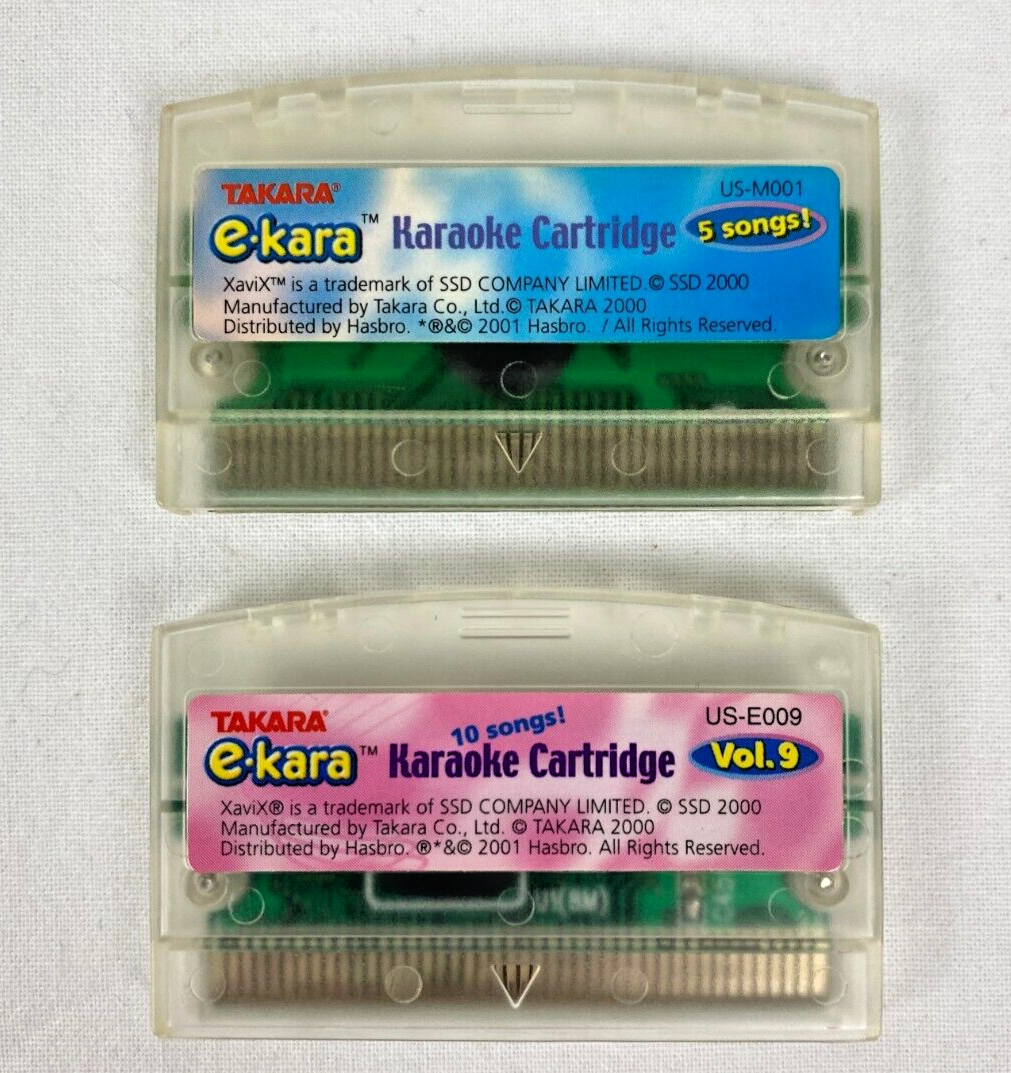 TAKARA®
US-M001
e·kara™ Karaoke Cartridge 5 songs!
XaviX™ is a trademark of SSD COMPANY LIMITED.© SSD 2000
Manufactured by Takara Co., Ltd.© TAKARA 2000
Distributed by Hasbro. *®&© 2001 Hasbro. / All Rights Reserved.
TAKARA®
10 songs!
US-E009
e·kara™ Karaoke Cartridge Vol.9
XaviX® is a trademark of SSD COMPANY LIMITED. © SSD 2000
Manufactured by Takara Co., Ltd. © TAKARA 2000
Distributed by Hasbro. ®*&© 2001 Hasbro. All Rights Reserved.
U1(8M)